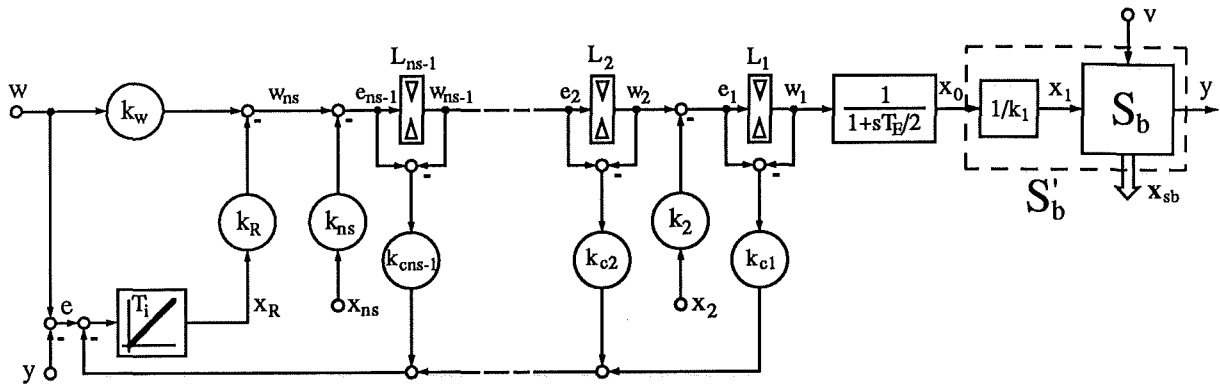 v
L_ns-1
L_2
L_1
w
k_w
w_ns
-
-
e_ns-1
w_ns-1
e_2
w_2
-
e_1
w_1
1
1+sT_E/2
x_0
1/k_1
x_1
S_b
y
-
-
-
S_b'
x_sb
k_R
k_ns
k_cns-1
k_c2
k_2
k_c1
e
T_i
x_R
x_ns
x_2
-
-
y